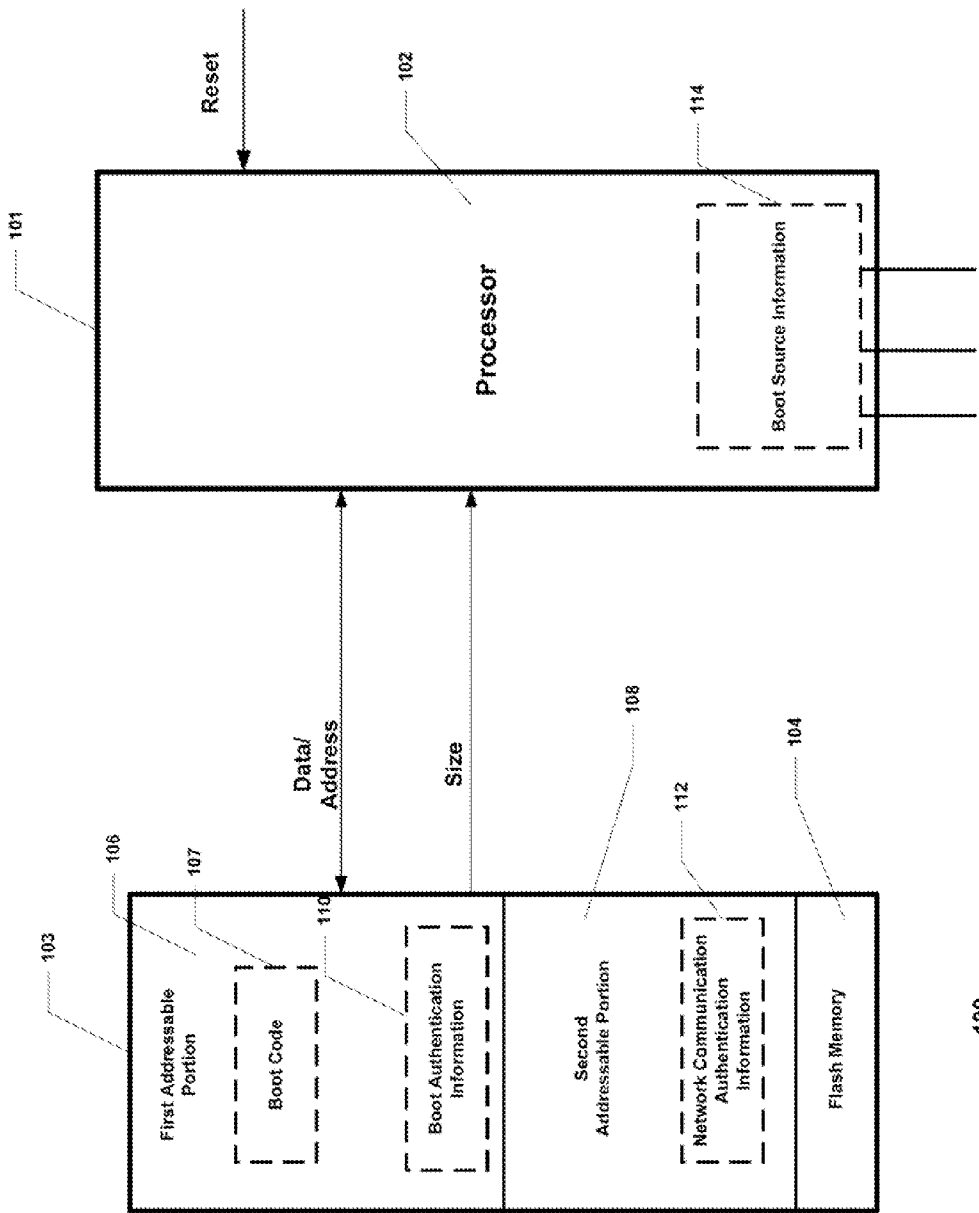 103
106
107
110
First Addressable
Portion
Boot Code
Boot Authentication
Information
108
112
Second
Addressable Portion
Network Communication
Authentication
Information
104
Flash Memory
Data/
Address
Size
101
102
Reset
Processor
114
Boot Source Information